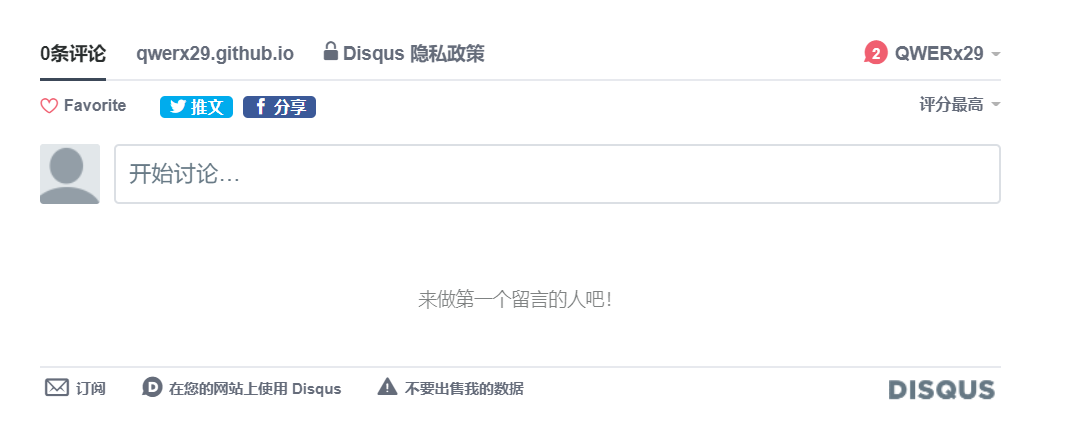 0条评论 qwerx29.github.io Disqus 隐私政策 2 QWERx29
Favorite 推文 分享 评分最高
开始讨论...
来做第一个留言的人吧！
订阅 D 在您的网站上使用 Disqus 不要出售我的数据 DISQUS